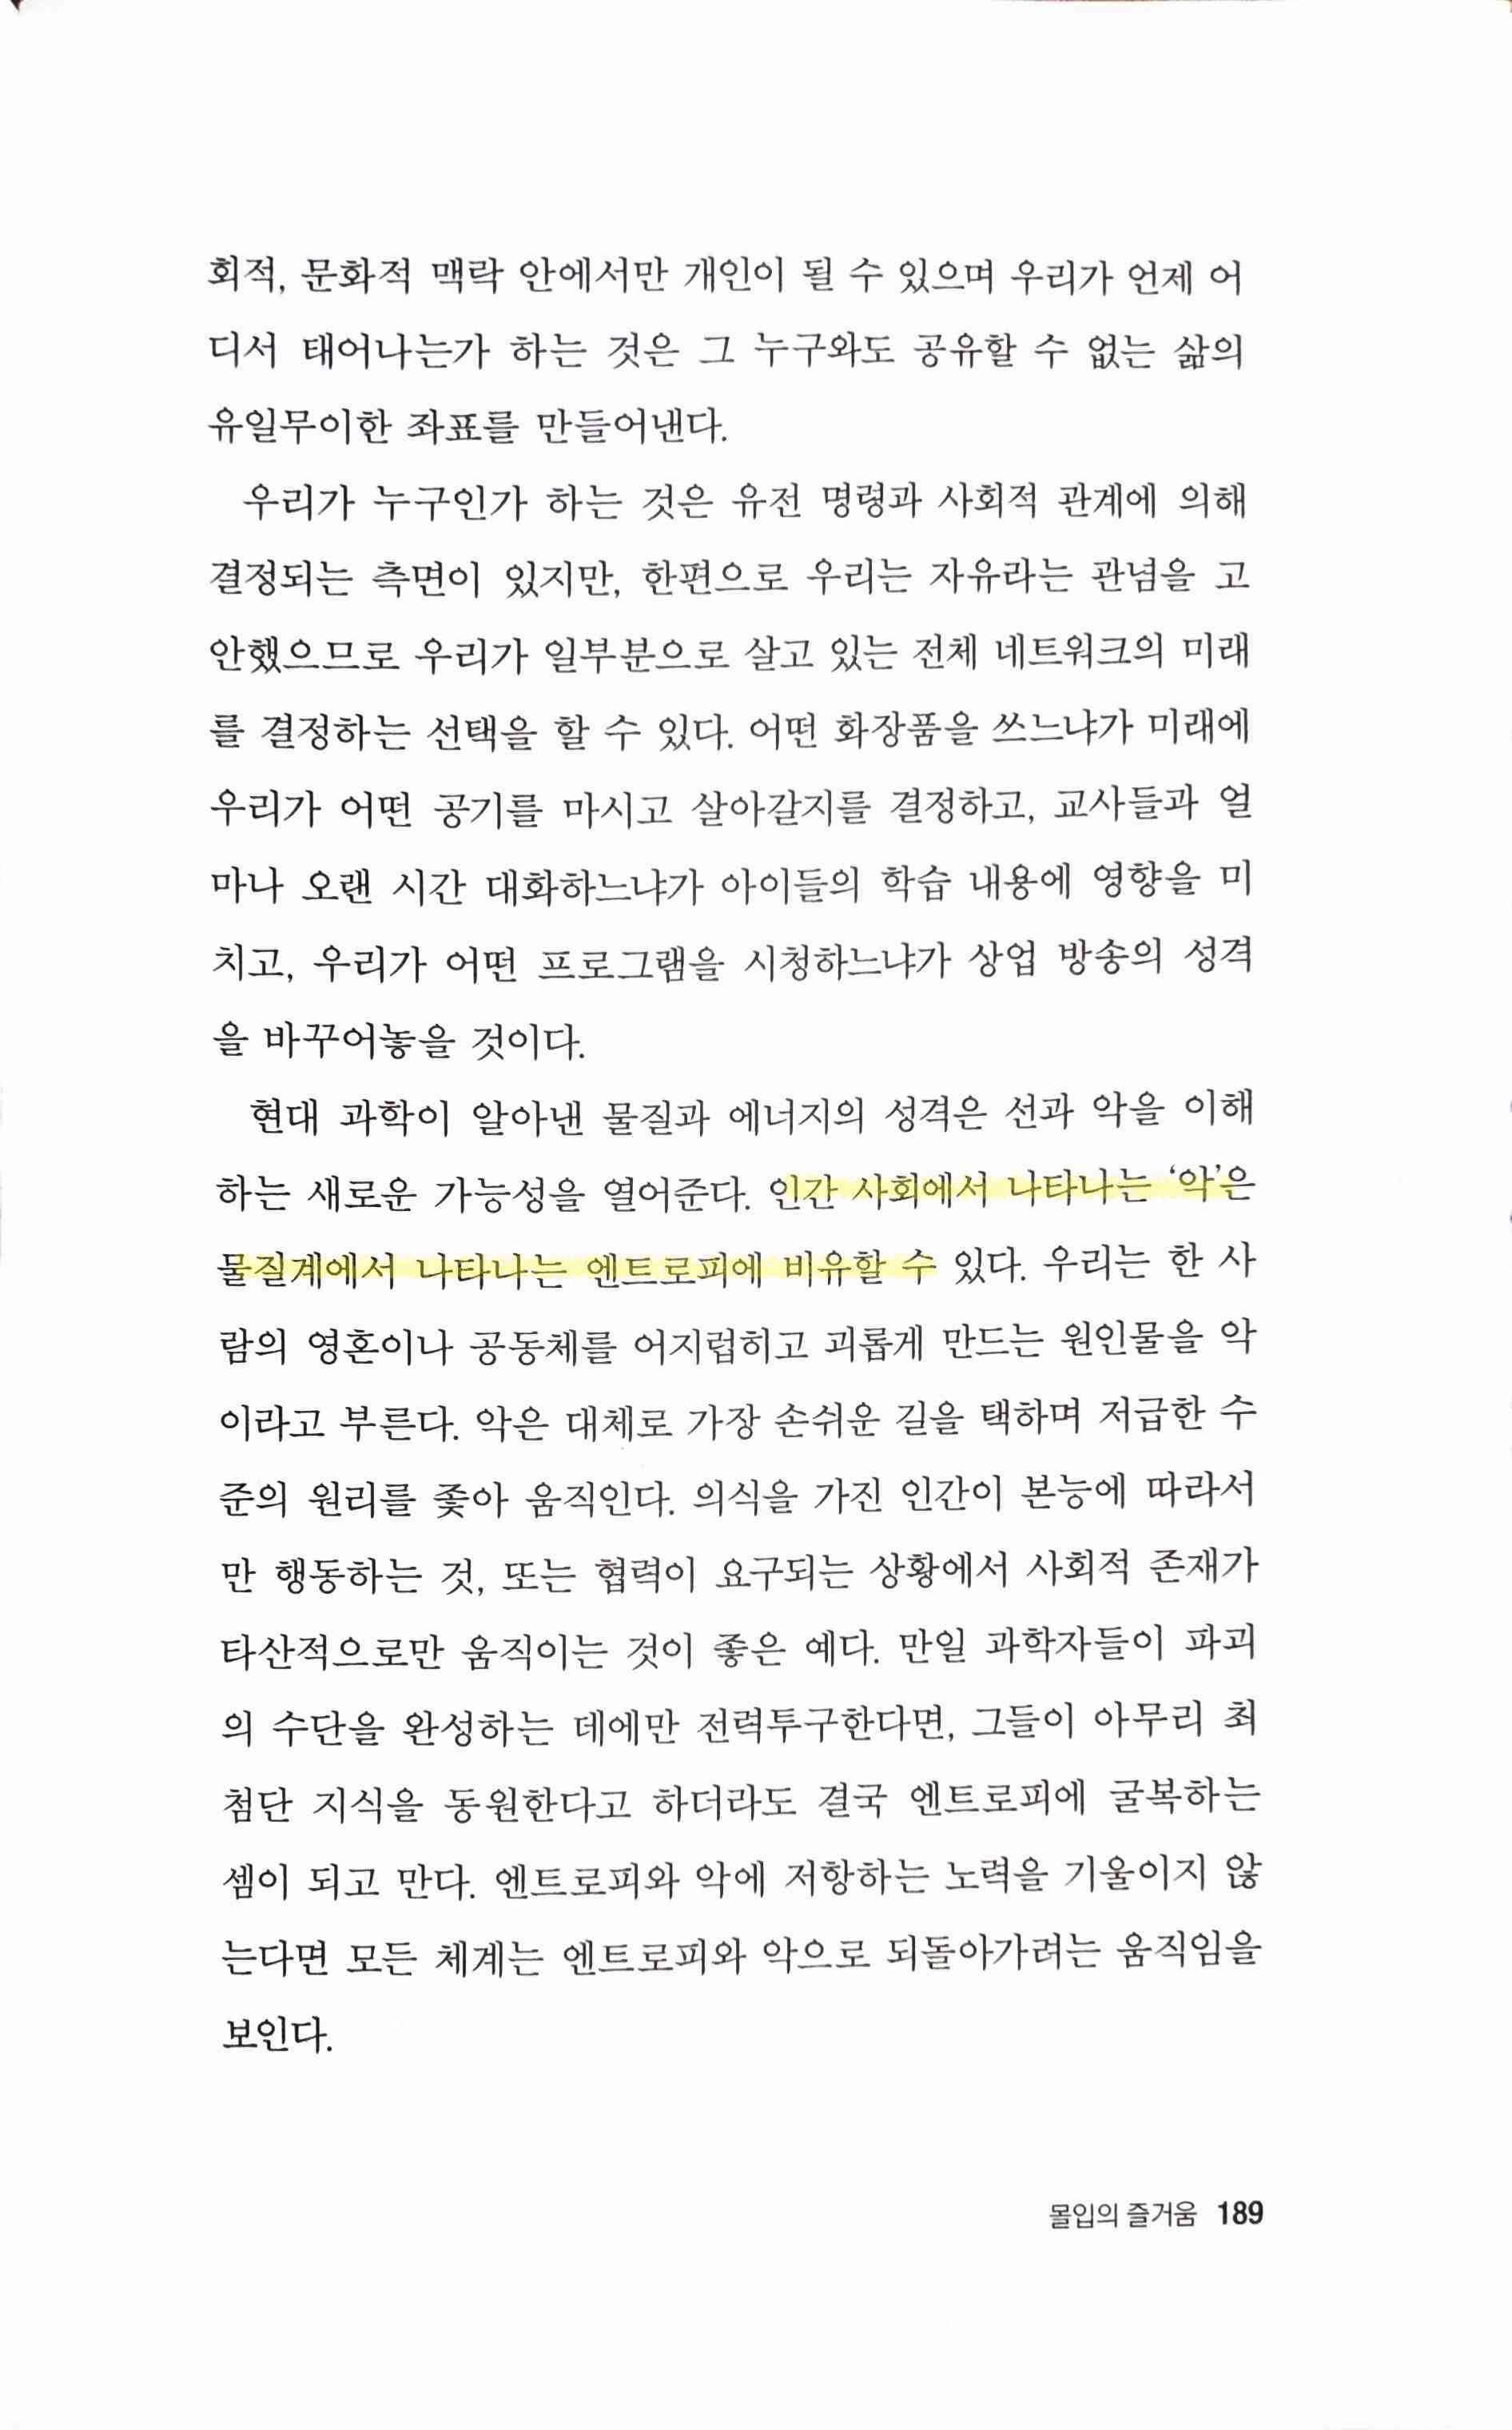 회적, 문화적 맥락 안에서만 개인이 될 수 있으며 우리가 언제 어
디서 태어나는가 하는 것은 그 누구와도 공유할 수 없는 삶의
유일무이한 좌표를 만들어낸다.
우리가 누구인가 하는 것은 유전 명령과 사회적 관계에 의해
결정되는 측면이 있지만, 한편으로 우리는 자유라는 관념을 고
안했으므로 우리가 일부분으로 살고 있는 전체 네트워크의 미래
를 결정하는 선택을 할 수 있다. 어떤 화장품을 쓰느냐가 미래에
우리가 어떤 공기를 마시고 살아갈지를 결정하고, 교사들과 얼
마나 오랜 시간 대화하느냐가 아이들의 학습 내용에 영향을 미
치고, 우리가 어떤 프로그램을 시청하느냐가 상업 방송의 성격
을 바꾸어놓을 것이다.
현대 과학이 알아낸 물질과 에너지의 성격은 선과 악을 이해
하는 새로운 가능성을 열어준다. 인간 사회에서 나타나는 ‘악’은
물질계에서 나타나는 엔트로피에 비유할 수 있다. 우리는 한 사
람의 영혼이나 공동체를 어지럽히고 괴롭게 만드는 원인물을 악
이라고 부른다. 악은 대체로 가장 손쉬운 길을 택하며 저급한 수
준의 원리를 좇아 움직인다. 의식을 가진 인간이 본능에 따라서
만 행동하는 것, 또는 협력이 요구되는 상황에서 사회적 존재가
타산적으로만 움직이는 것이 좋은 예다. 만일 과학자들이 파괴
의 수단을 완성하는 데에만 전력투구한다면, 그들이 아무리 최
첨단 지식을 동원한다고 하더라도 결국 엔트로피에 굴복하는
셈이 되고 만다. 엔트로피와 악에 저항하는 노력을 기울이지 않
는다면 모든 체계는 엔트로피와 악으로 되돌아가려는 움직임을
보인다.
몰입의 즐거움 189